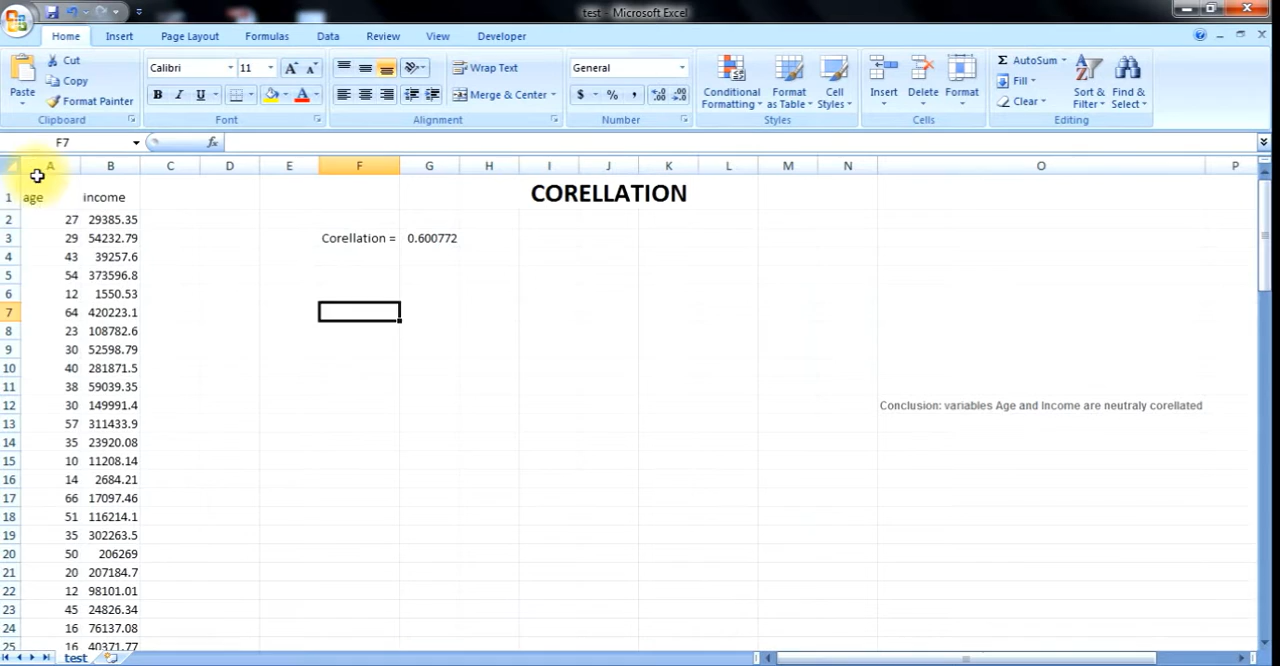 test - Microsoft Excel
Home Insert Page Layout Formulas Data Review View Developer
Cut
Copy
Format Painter
Paste
Clipboard
Calibri 11
B I U
Font
Wrap Text
Merge & Center
Alignment
General
$ % ,
Number
Conditional Formatting
Format as Table
Cell Styles
Styles
Insert
Delete
Format
Cells
AutoSum
Fill
Clear
Sort & Filter
Find & Select
Editing
F7 fx
A B C D E F G H I J K L M N O P
1 age income CORELLATION
2 27 29385.35
3 29 54232.79 Corellation = 0.600772
4 43 39257.6
5 54 373596.8
6 12 1550.53
7 64 420223.1
8 23 108782.6
9 30 52598.79
10 40 281871.5
11 38 59039.35
12 30 149991.4 Conclusion: variables Age and Income are neutraly corellated
13 57 311433.9
14 35 23920.08
15 10 11208.14
16 14 2684.21
17 66 17097.46
18 51 116214.1
19 35 302263.5
20 50 206269
21 20 207184.7
22 12 98101.01
23 45 24826.34
24 16 76137.08
25 16 40371.77
test